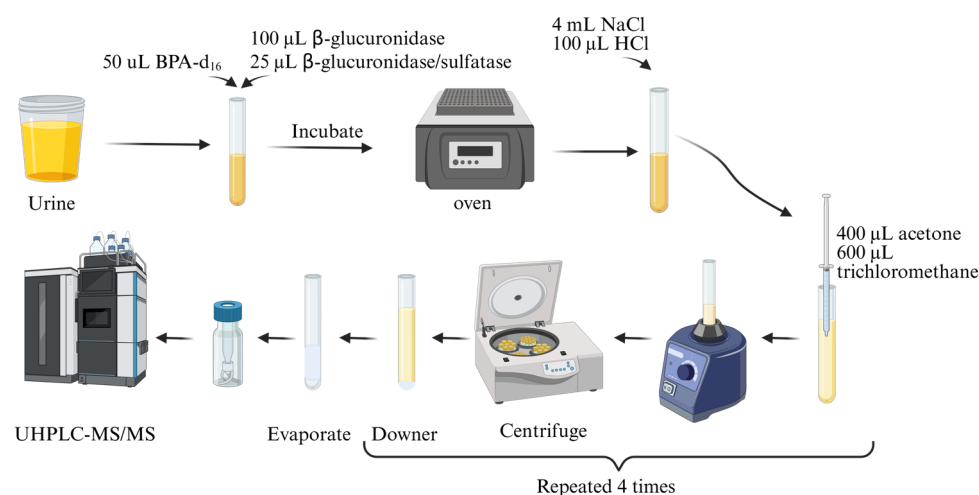 50 uL BPA-d₁₆
100 μL β-glucuronidase
25 μL β-glucuronidase/sulfatase
4 mL NaCl
100 μL HCl
Incubate
Urine
oven
400 μL acetone
600 μL
trichloromethane
UHPLC-MS/MS
Evaporate
Downer
Centrifuge
Repeated 4 times